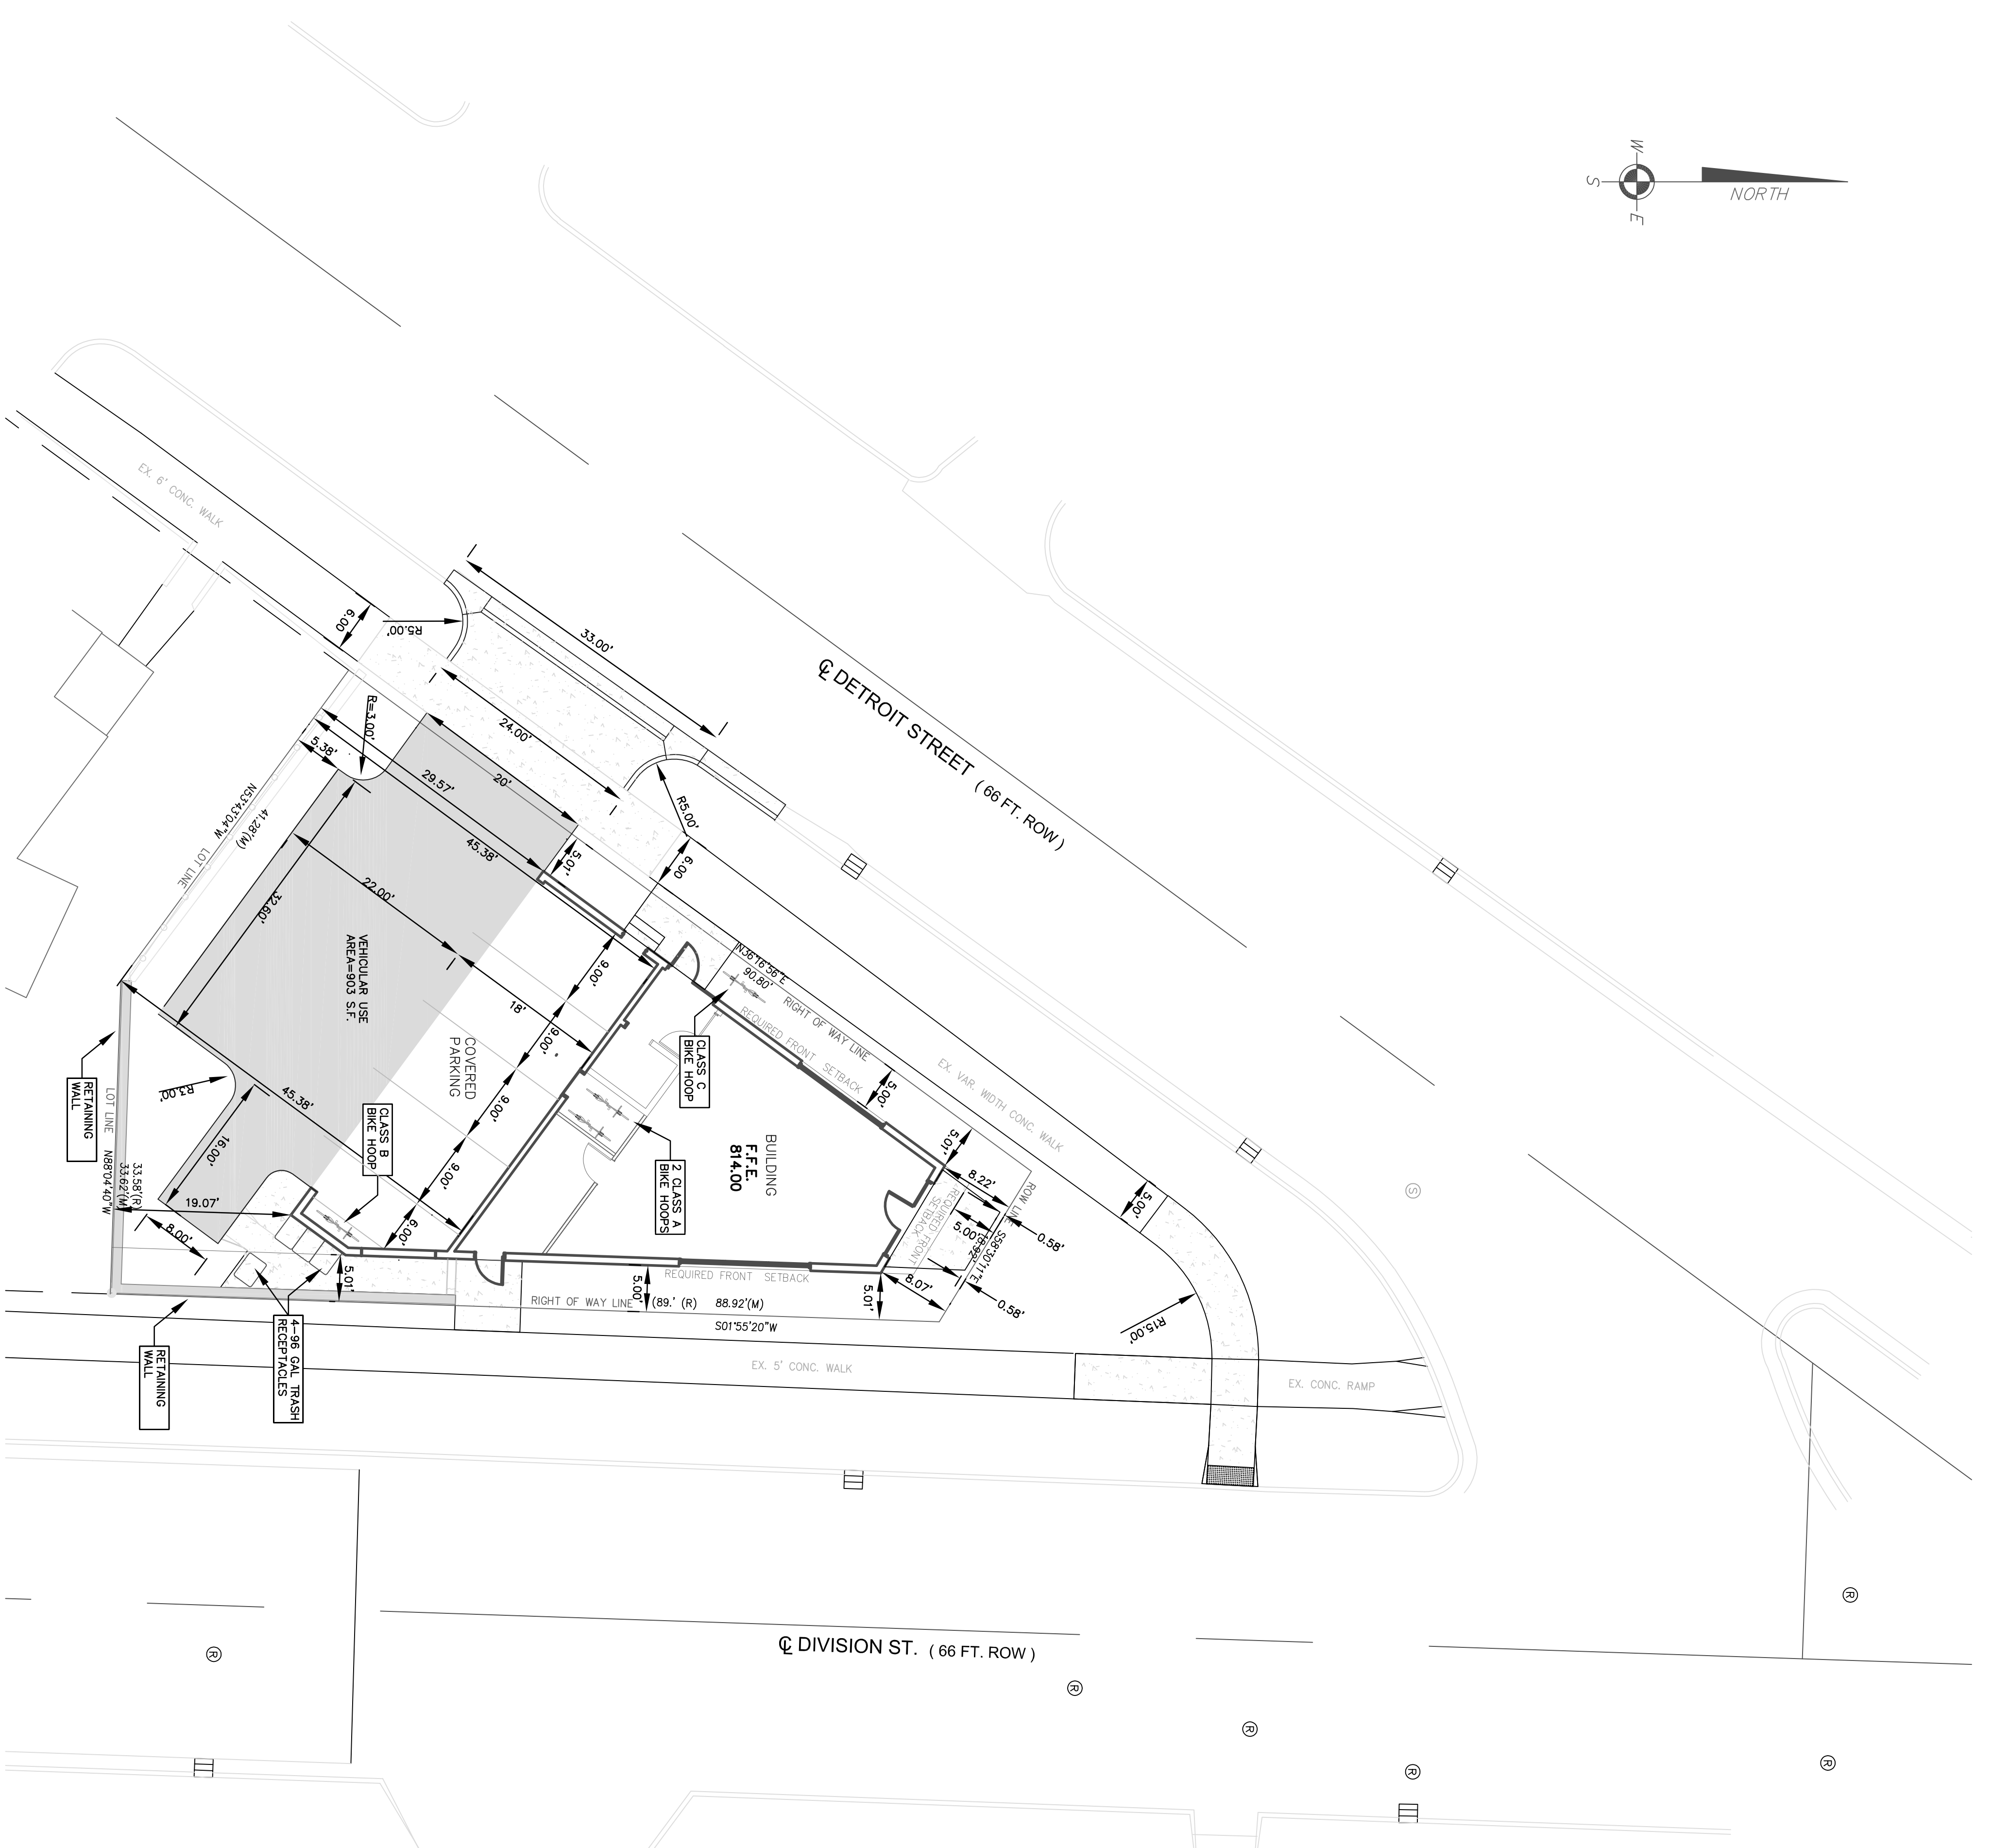 W
S
E
NORTH
EX. 6' CONC. WALK
6.00
R5.00'
33.00'
24.00'
R5.00'
℄ DETROIT STREET ( 66 FT. ROW )
R=3.00'
5.38'
29.57'
20'
45.38'
5.01'
6.00
N53°43'04"W
41.28'(M)
LOT LINE
22.00'
32.60'
18'
9.00'
9.00'
9.00'
9.00'
6.00'
VEHICULAR USE
AREA=903 S.F.
COVERED
PARKING
N36°16'56"E
90.80'
RIGHT OF WAY LINE
REQUIRED FRONT SETBACK
CLASS C
BIKE HOOP
5.00'
EX. VAR. WIDTH CONC. WALK
5.01'
8.22'
ROW LINE
REQUIRED FRONT
SETBACK
5.00'
S58°30'11"E
18.92'
0.58'
0.58'
8.07'
5.01'
5.00'
R15.00'
BUILDING
F.F.E.
814.00
2 CLASS A
BIKE HOOPS
CLASS B
BIKE HOOP
R3.00'
45.38'
16.00'
19.07'
8.00'
RETAINING
WALL
LOT LINE N88°04'40"W
33.58'(R)
33.62'(M)
5.01'
5.00'
REQUIRED FRONT SETBACK
RIGHT OF WAY LINE (89.' (R) 88.92'(M)
S01°55'20"W
RETAINING
WALL
4-96 GAL TRASH
RECEPTACLES
EX. 5' CONC. WALK
EX. CONC. RAMP
S
℄ DIVISION ST. ( 66 FT. ROW )
R
R
R
R
R
R